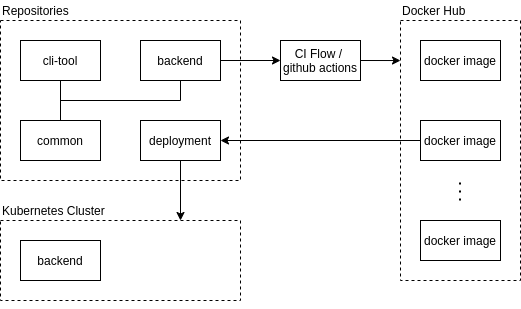 Repositories
Docker Hub
cli-tool
backend
CI Flow /
github actions
docker image
common
deployment
docker image
Kubernetes Cluster
backend
docker image